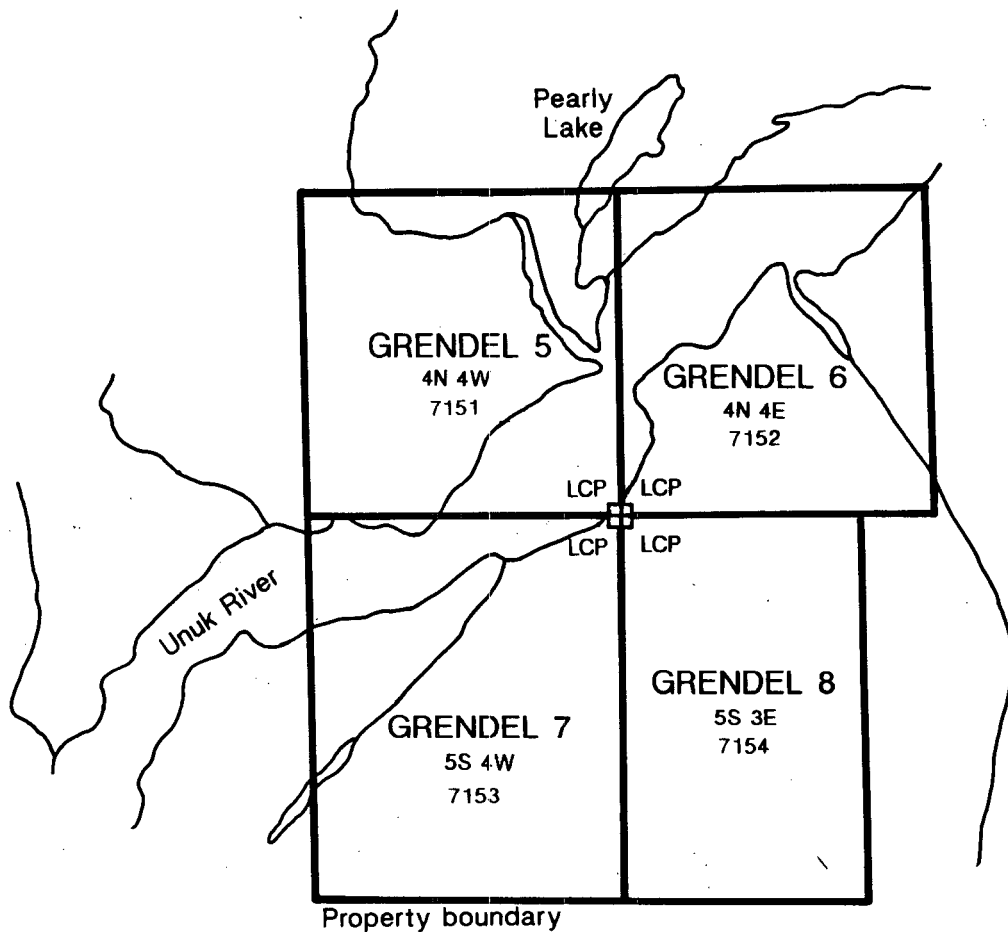 Pearly
Lake
GRENDEL 5
4N 4W
7151
GRENDEL 6
4N 4E
7152
LCP LCP
LCP LCP
Unuk River
GRENDEL 7
5S 4W
7153
GRENDEL 8
5S 3E
7154
Property boundary